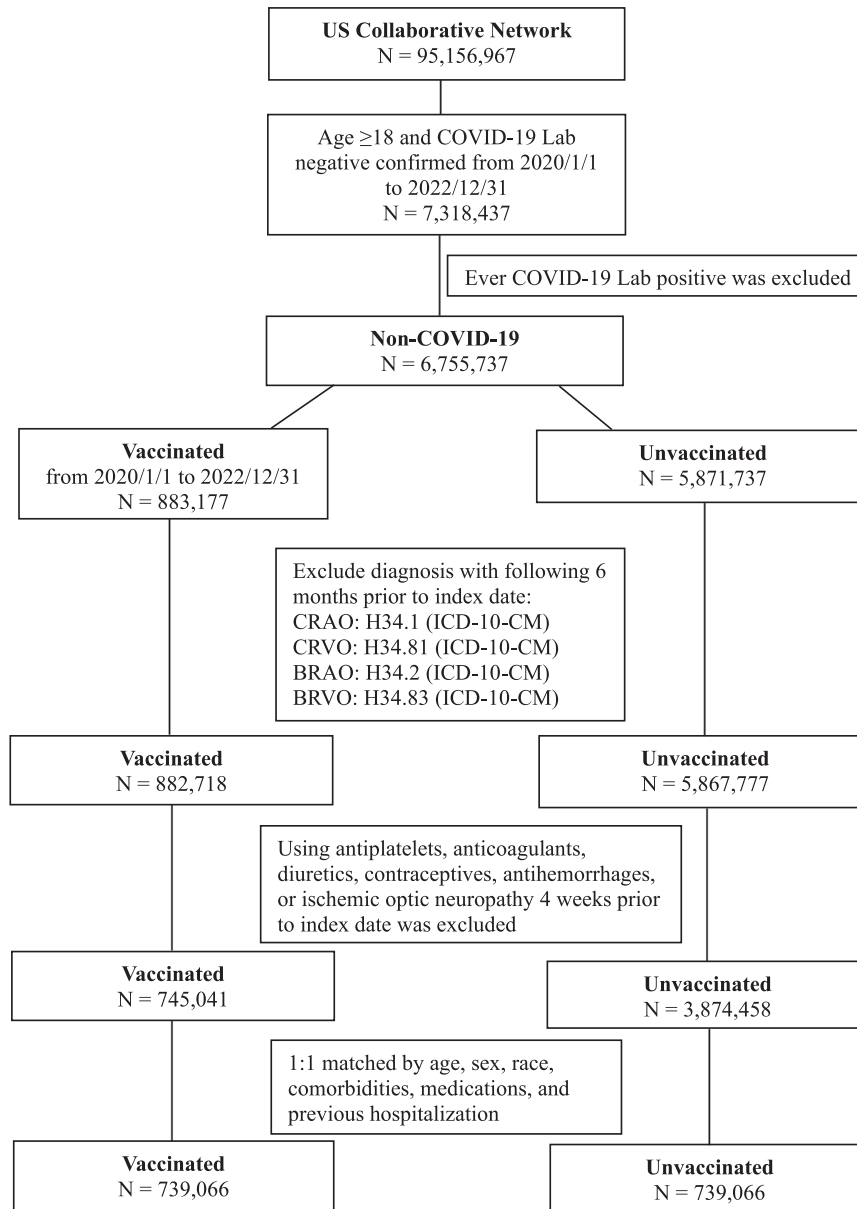 US Collaborative Network
N = 95,156,967
Age ≥18 and COVID-19 Lab
negative confirmed from 2020/1/1
to 2022/12/31
N = 7,318,437
Ever COVID-19 Lab positive was excluded
Non-COVID-19
N = 6,755,737
Vaccinated
from 2020/1/1 to 2022/12/31
N = 883,177
Unvaccinated
N = 5,871,737
Exclude diagnosis with following 6
months prior to index date:
CRAO: H34.1 (ICD-10-CM)
CRVO: H34.81 (ICD-10-CM)
BRAO: H34.2 (ICD-10-CM)
BRVO: H34.83 (ICD-10-CM)
Vaccinated
N = 882,718
Unvaccinated
N = 5,867,777
Using antiplatelets, anticoagulants,
diuretics, contraceptives, antihemorrhages,
or ischemic optic neuropathy 4 weeks prior
to index date was excluded
Vaccinated
N = 745,041
Unvaccinated
N = 3,874,458
1:1 matched by age, sex, race,
comorbidities, medications, and
previous hospitalization
Vaccinated
N = 739,066
Unvaccinated
N = 739,066